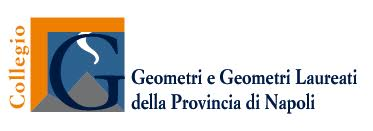 Collegio
G
Geometri e Geometri Laureati
della Provincia di Napoli